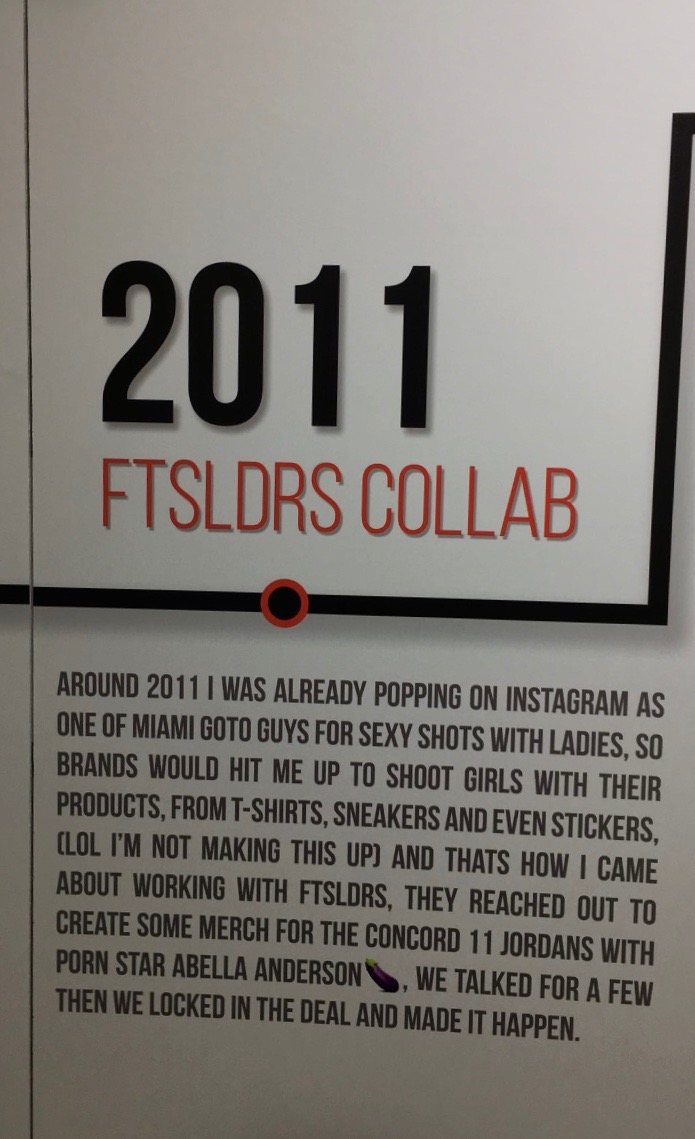 2011
FTSLDRS COLLAB
AROUND 2011 I WAS ALREADY POPPING ON INSTAGRAM AS
ONE OF MIAMI GOTO GUYS FOR SEXY SHOTS WITH LADIES, SO
BRANDS WOULD HIT ME UP TO SHOOT GIRLS WITH THEIR
PRODUCTS, FROM T-SHIRTS, SNEAKERS AND EVEN STICKERS,
(LOL I'M NOT MAKING THIS UP) AND THATS HOW I CAME
ABOUT WORKING WITH FTSLDRS, THEY REACHED OUT TO
CREATE SOME MERCH FOR THE CONCORD 11 JORDANS WITH
PORN STAR ABELLA ANDERSON🍆, WE TALKED FOR A FEW
THEN WE LOCKED IN THE DEAL AND MADE IT HAPPEN.